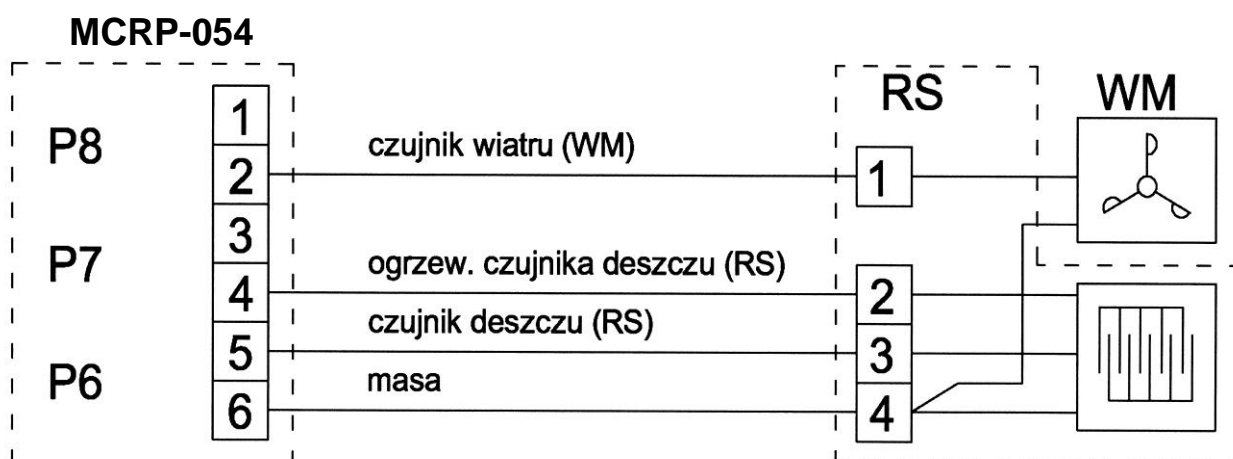 MCRP-054
P8
P7
P6
1
2
3
4
5
6
czujnik wiatru (WM)
ogrzew. czujnika deszczu (RS)
czujnik deszczu (RS)
masa
RS
1
2
3
4
WM